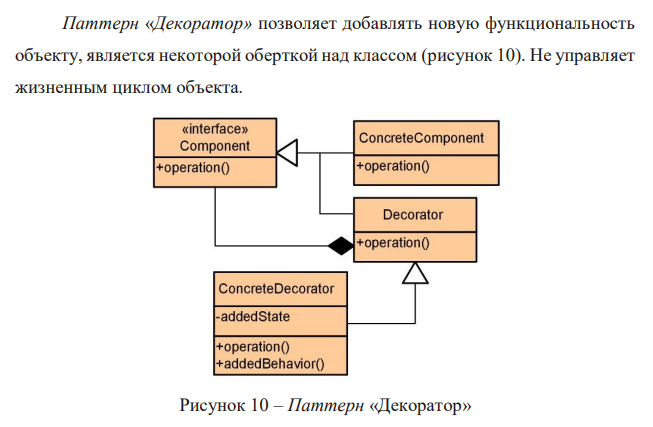 Паттерн «Декоратор» позволяет добавлять новую функциональность
объекту, является некоторой оберткой над классом (рисунок 10). Не управляет
жизненным циклом объекта.
«interface»
Component
+operation()
ConcreteComponent
+operation()
Decorator
+operation()
ConcreteDecorator
-addedState
+operation()
+addedBehavior()
Рисунок 10 – Паттерн «Декоратор»